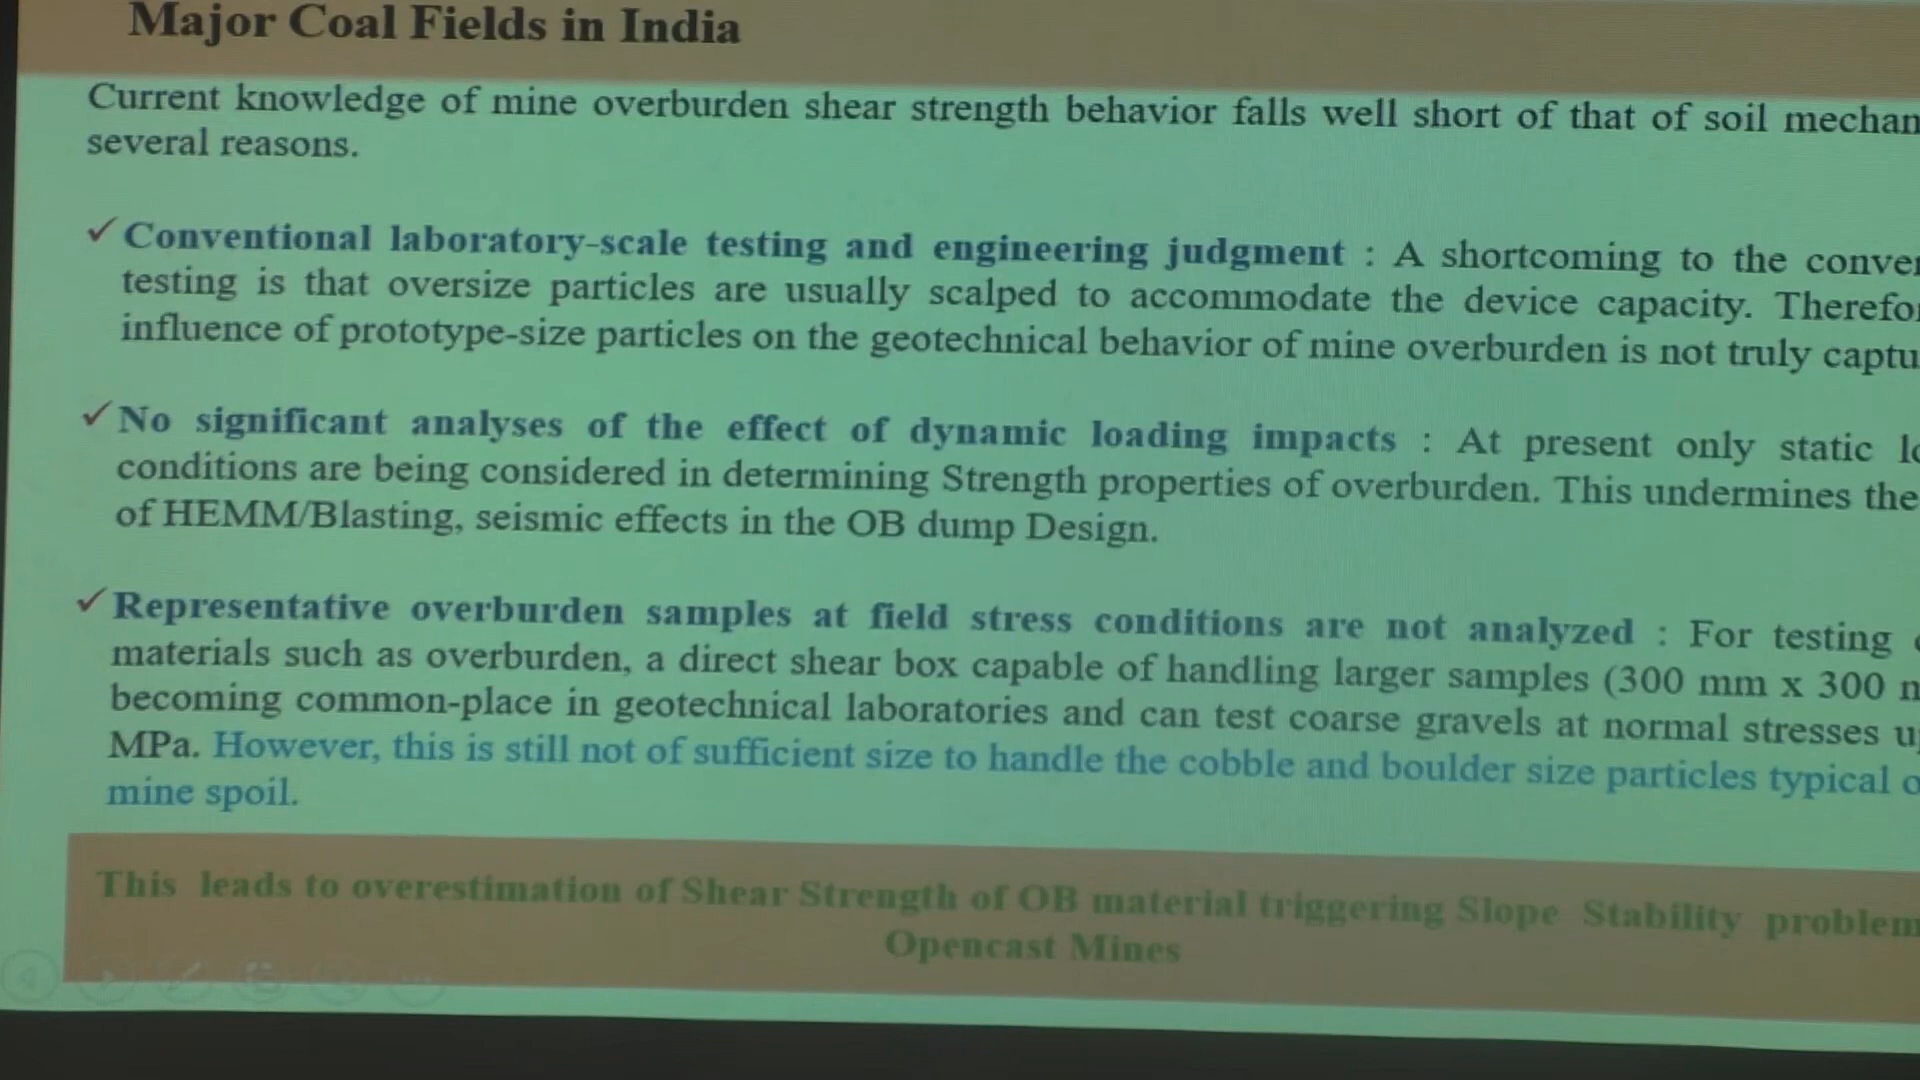 Major Coal Fields in India
Current knowledge of mine overburden shear strength behavior falls well short of that of soil
several reasons.
✓ Conventional laboratory-scale testing and engineering judgment : A shortcoming to the
testing is that oversize particles are usually scalped to accommodate the device capacity.
influence of prototype-size particles on the geotechnical behavior of mine overburden is not truly
✓ No significant analyses of the effect of dynamic loading impacts : At present only static
conditions are being considered in determining Strength properties of overburden. This undermines the
of HEMM/Blasting, seismic effects in the OB dump Design.
✓ Representative overburden samples at field stress conditions are not analyzed : For testing
materials such as overburden, a direct shear box capable of handling larger samples (300 mm x 300
becoming common-place in geotechnical laboratories and can test coarse gravels at normal stresses
MPa. However, this is still not of sufficient size to handle the cobble and boulder size particles typical
mine spoil.
This leads to overestimation of Shear Strength of OB material triggering Slope Stability
Opencast Mines